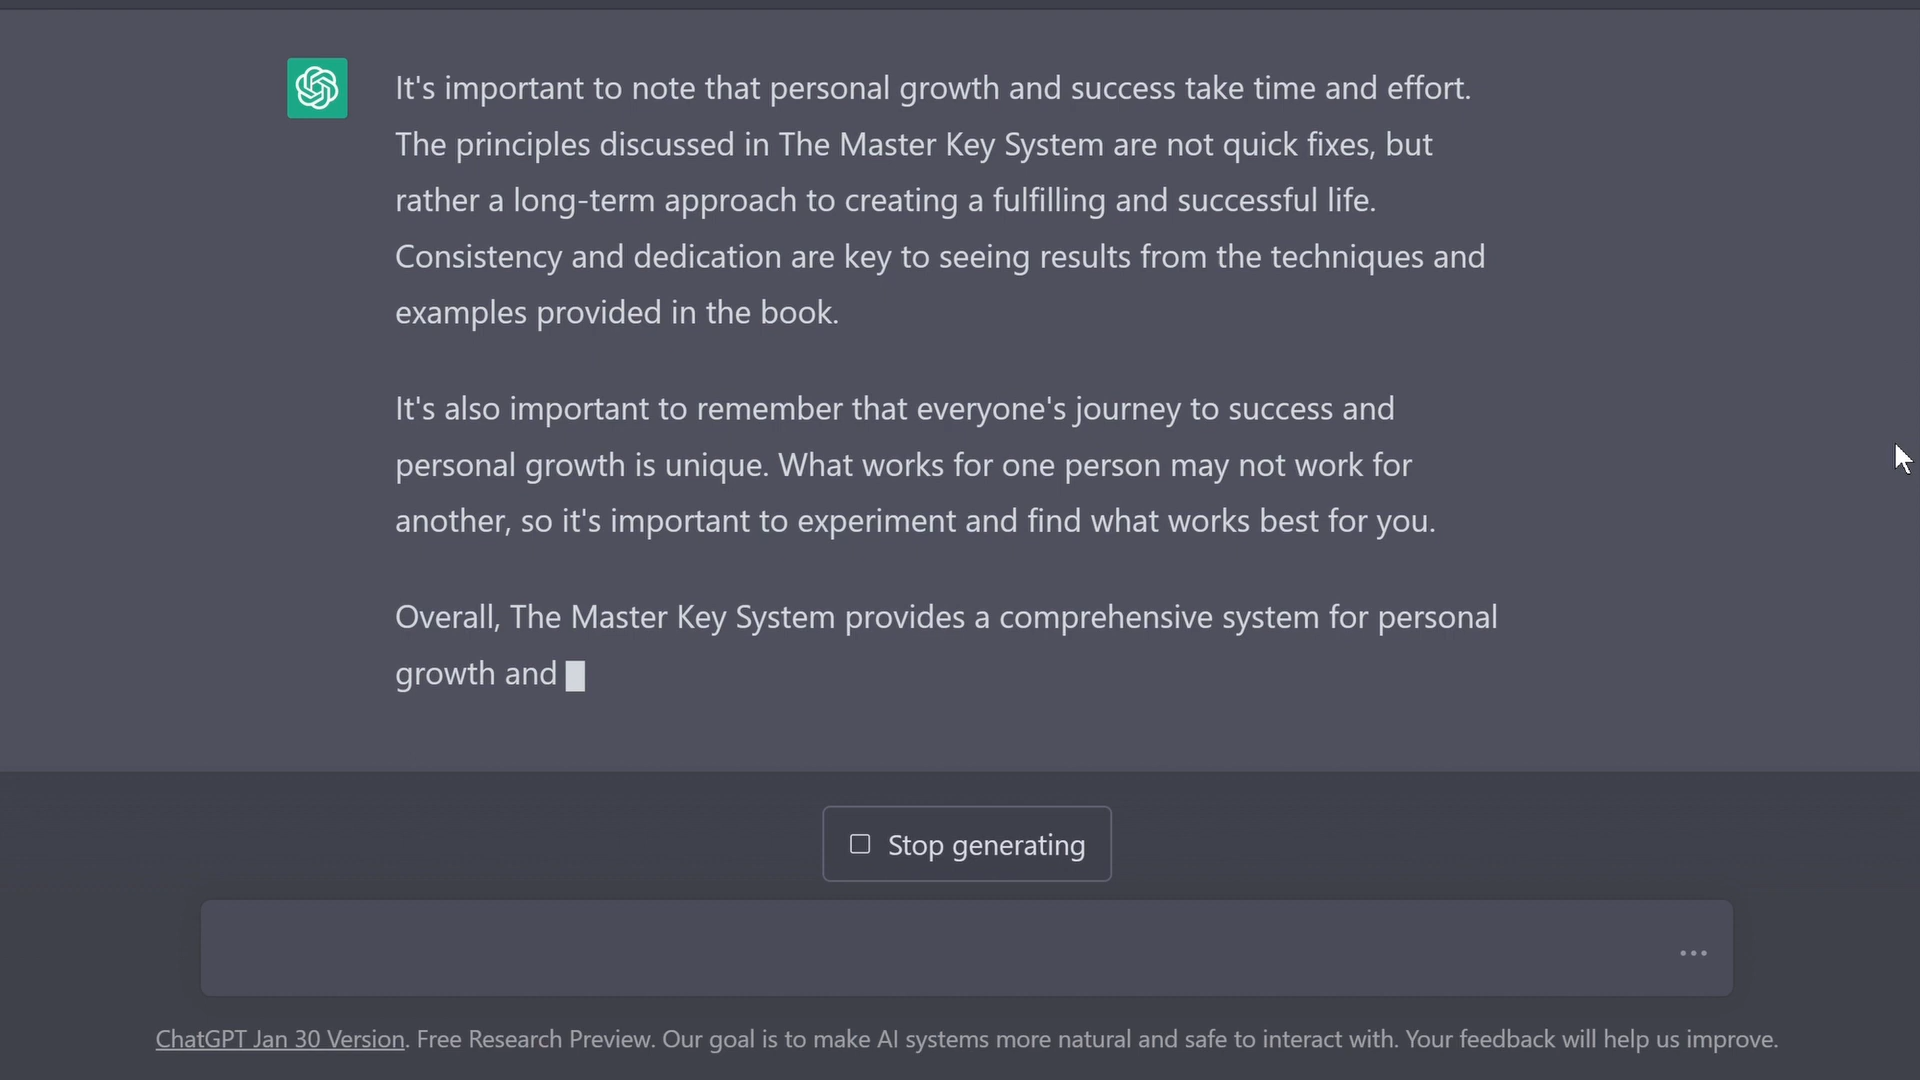 It's important to note that personal growth and success take time and effort.
The principles discussed in The Master Key System are not quick fixes, but
rather a long-term approach to creating a fulfilling and successful life.
Consistency and dedication are key to seeing results from the techniques and
examples provided in the book.
It's also important to remember that everyone's journey to success and
personal growth is unique. What works for one person may not work for
another, so it's important to experiment and find what works best for you.
Overall, The Master Key System provides a comprehensive system for personal
growth and
Stop generating
ChatGPT Jan 30 Version. Free Research Preview. Our goal is to make AI systems more natural and safe to interact with. Your feedback will help us improve.